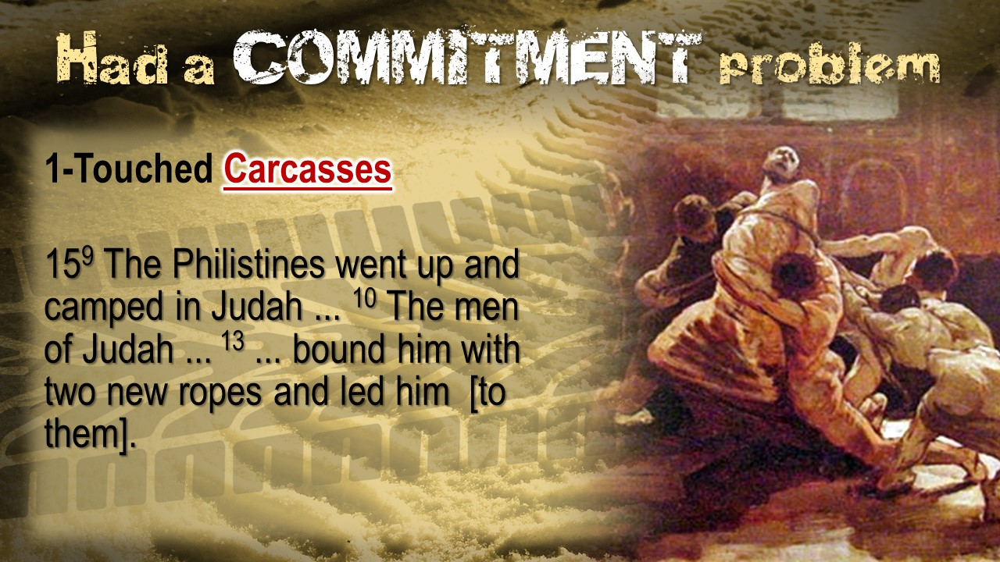 Had a COMMITMENT problem
1-Touched Carcasses
15⁹ The Philistines went up and
camped in Judah ... ¹⁰ The men
of Judah ... ¹³ ... bound him with
two new ropes and led him [to
them].